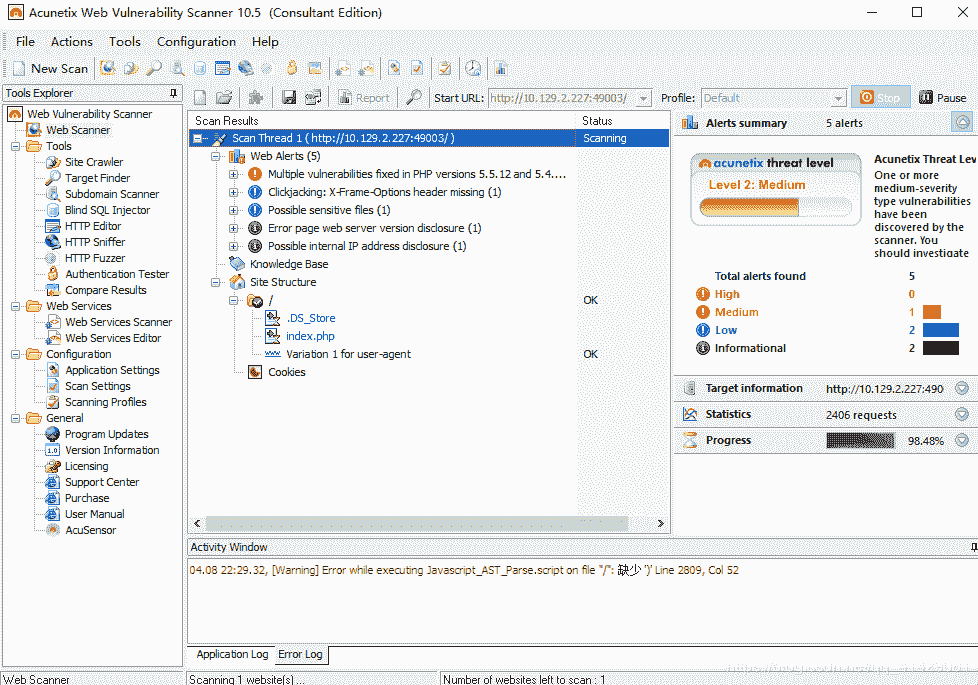 Acunetix Web Vulnerability Scanner 10.5 (Consultant Edition)
File Actions Tools Configuration Help
New Scan
Tools Explorer
Web Vulnerability Scanner
Web Scanner
Tools
Site Crawler
Target Finder
Subdomain Scanner
Blind SQL Injector
HTTP Editor
HTTP Sniffer
HTTP Fuzzer
Authentication Tester
Compare Results
Web Services
Web Services Scanner
Web Services Editor
Configuration
Application Settings
Scan Settings
Scanning Profiles
General
Program Updates
Version Information
Licensing
Support Center
Purchase
User Manual
AcuSensor
Report Start URL: http://10.129.2.227:49003/ Profile: Default Stop Pause
Scan Results Status
Scan Thread 1 ( http://10.129.2.227:49003/ ) Scanning
Web Alerts (5)
Multiple vulnerabilities fixed in PHP versions 5.5.12 and 5.4....
Clickjacking: X-Frame-Options header missing (1)
Possible sensitive files (1)
Error page web server version disclosure (1)
Possible internal IP address disclosure (1)
Knowledge Base
Site Structure
/ OK
.DS_Store
index.php
Variation 1 for user-agent OK
Cookies
Alerts summary 5 alerts
acunetix threat level
Level 2: Medium
Acunetix Threat Lev
One or more
medium-severity
type vulnerabilities
have been
discovered by the
scanner. You
should investigate
Total alerts found 5
High 0
Medium 1
Low 2
Informational 2
Target information http://10.129.2.227:490
Statistics 2406 requests
Progress 98.48%
Activity Window
04.08 22:29.32, [Warning] Error while executing Javascript_AST_Parse.script on file "/": 缺少 ')' Line 2809, Col 52
Application Log Error Log
Web Scanner Scanning 1 website(s) ... Number of websites left to scan : 1